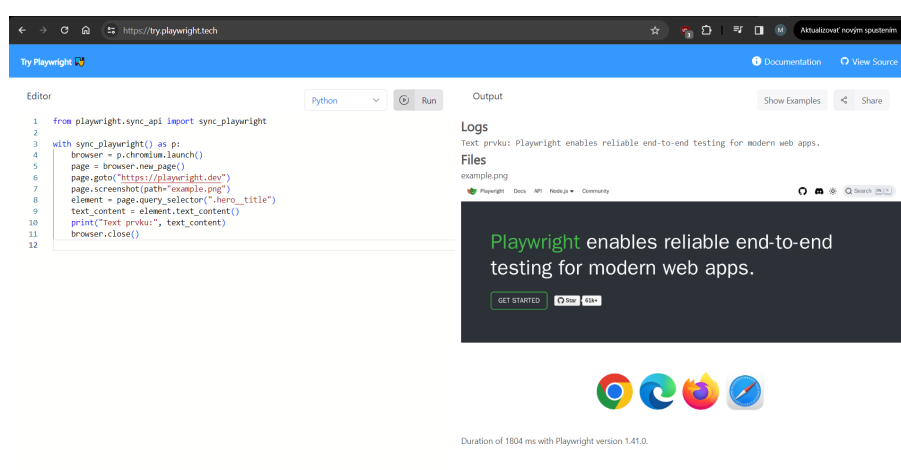 https://try.playwright.tech
3
M
Aktualizovať novým spustením
Try Playwright
Documentation
View Source
Editor
Python
Run
1 from playwright.sync_api import sync_playwright
2
3 with sync_playwright() as p:
4 browser = p.chromium.launch()
5 page = browser.new_page()
6 page.goto("https://playwright.dev")
7 page.screenshot(path="example.png")
8 element = page.query_selector(".hero__title")
9 text_content = element.text_content()
10 print("Text prvku:", text_content)
11 browser.close()
12
Output
Show Examples
Share
Logs
Text prvku: Playwright enables reliable end-to-end testing for modern web apps.
Files
example.png
Playwright Docs API Node.js Community
Search
Playwright enables reliable end-to-end
testing for modern web apps.
GET STARTED
Star 61k+
Duration of 1804 ms with Playwright version 1.41.0.